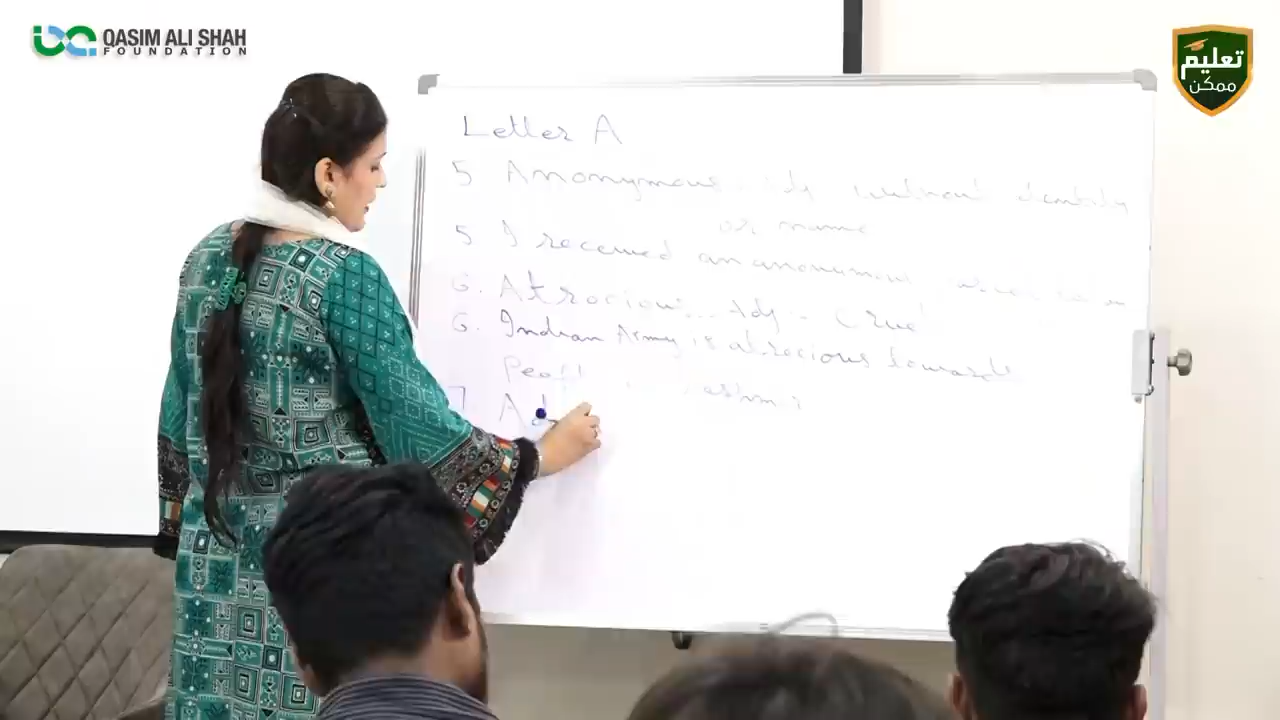 QASIM ALI SHAH
FOUNDATION
تعلیم
ممکن
Letter A
5 Anonymous Adj without identity
or name
5. I received an anonymous
6. Atrocious.. Adj.. Cruel
6. Indian Army is atrocious towards
7 A